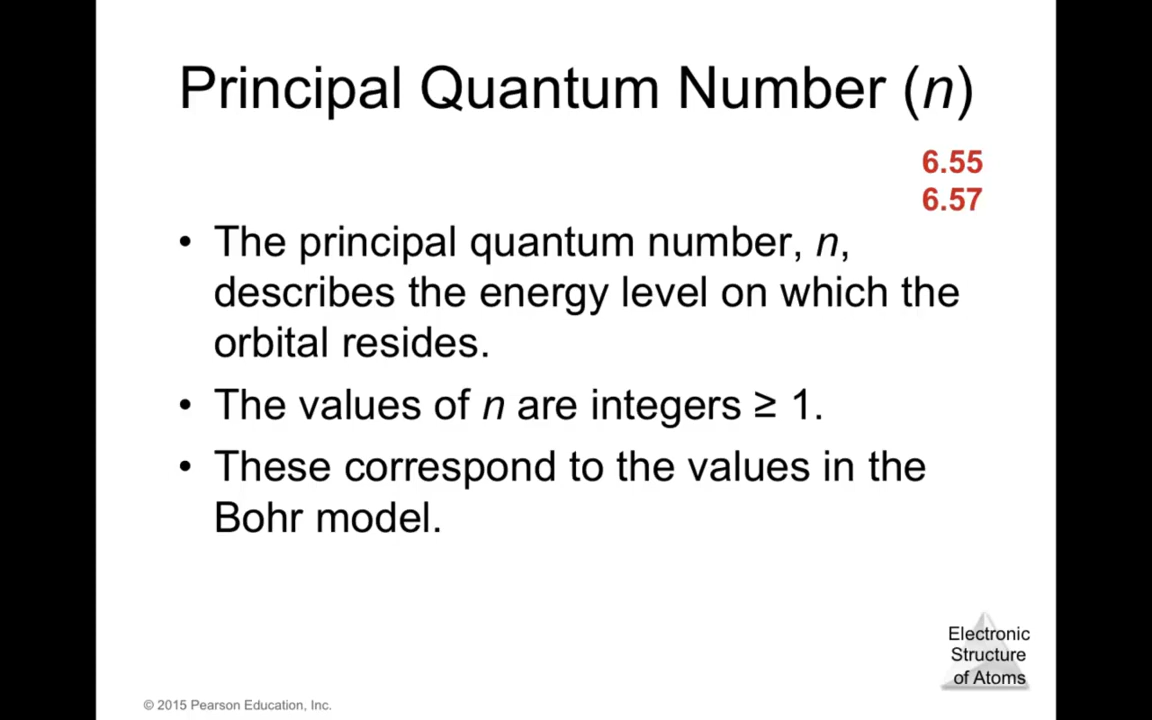 Principal Quantum Number (n)
6.55
6.57
• The principal quantum number, n,
describes the energy level on which the
orbital resides.
• The values of n are integers ≥ 1.
• These correspond to the values in the
Bohr model.
Electronic
Structure
of Atoms
© 2015 Pearson Education, Inc.